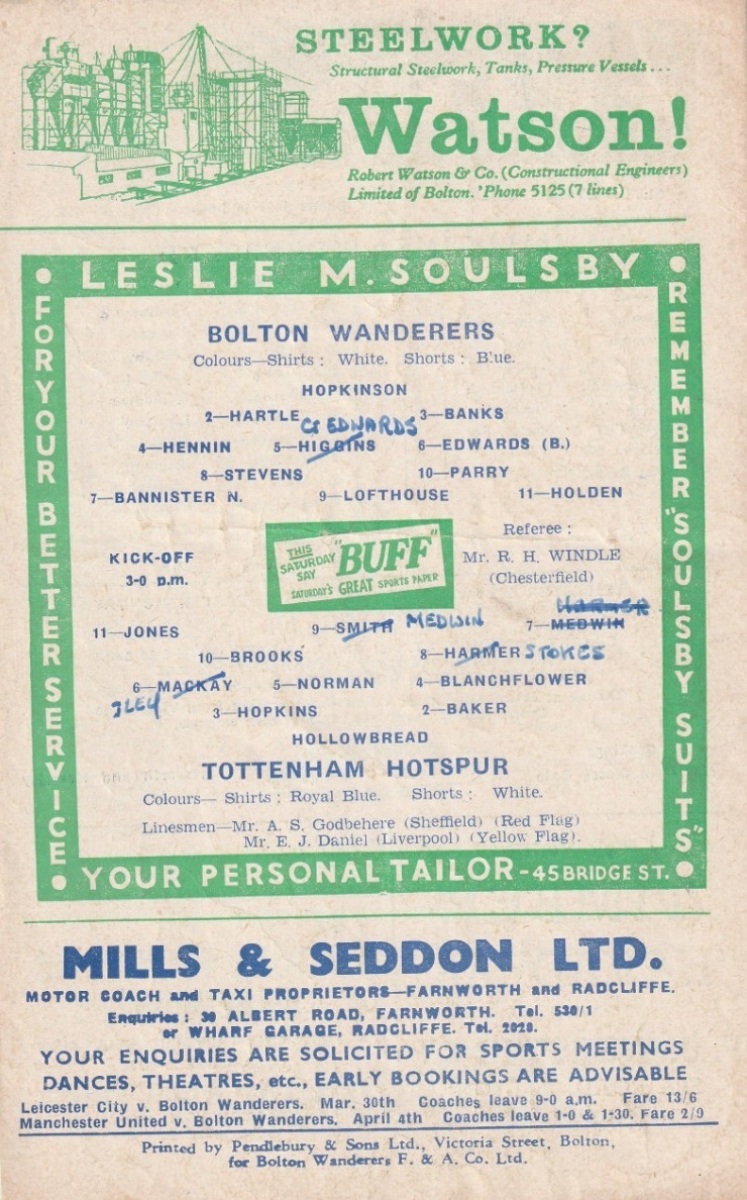 STEELWORK?
Structural Steelwork, Tanks, Pressure Vessels...
Watson!
Robert Watson & Co. (Constructional Engineers)
Limited of Bolton. 'Phone 5125 (7 lines)
• LESLIE M. SOULSBY •
FOR YOUR BETTER SERVICE
REMEMBER "SOULSBY SUITS"
BOLTON WANDERERS
Colours—Shirts: White. Shorts: Blue.
HOPKINSON
2—HARTLE 3—BANKS
G EDWARDS
4—HENNIN 5—HIGGINS 6—EDWARDS (B.)
8—STEVENS 10—PARRY
7—BANNISTER N. 9—LOFTHOUSE 11—HOLDEN
KICK-OFF
3-0 p.m.
THIS SATURDAY SAY "BUFF"
SATURDAY'S GREAT SPORTS PAPER
Referee:
Mr. R. H. WINDLE
(Chesterfield)
HARMER
11—JONES 9—SMITH MEDWIN 7—MEDWIN
10—BROOKS 8—HARMER STOKES
6—MACKAY 5—NORMAN 4—BLANCHFLOWER
ILEY
3—HOPKINS 2—BAKER
HOLLOWBREAD
TOTTENHAM HOTSPUR
Colours— Shirts: Royal Blue. Shorts: White.
Linesmen—Mr. A. S. Godbehere (Sheffield) (Red Flag)
Mr. E. J. Daniel (Liverpool) (Yellow Flag).
• YOUR PERSONAL TAILOR - 45 BRIDGE ST. •
MILLS & SEDDON LTD.
MOTOR COACH and TAXI PROPRIETORS—FARNWORTH and RADCLIFFE.
Enquiries: 30 ALBERT ROAD, FARNWORTH. Tel. 530/1
or WHARF GARAGE, RADCLIFFE. Tel. 2020.
YOUR ENQUIRIES ARE SOLICITED FOR SPORTS MEETINGS
DANCES, THEATRES, etc., EARLY BOOKINGS ARE ADVISABLE
Leicester City v. Bolton Wanderers. Mar. 30th Coaches leave 9-0 a.m. Fare 13/6
Manchester United v. Bolton Wanderers. April 4th Coaches leave 1-0 & 1-30. Fare 2/9
Printed by Pendlebury & Sons Ltd., Victoria Street, Bolton,
for Bolton Wanderers F. & A. Co. Ltd.